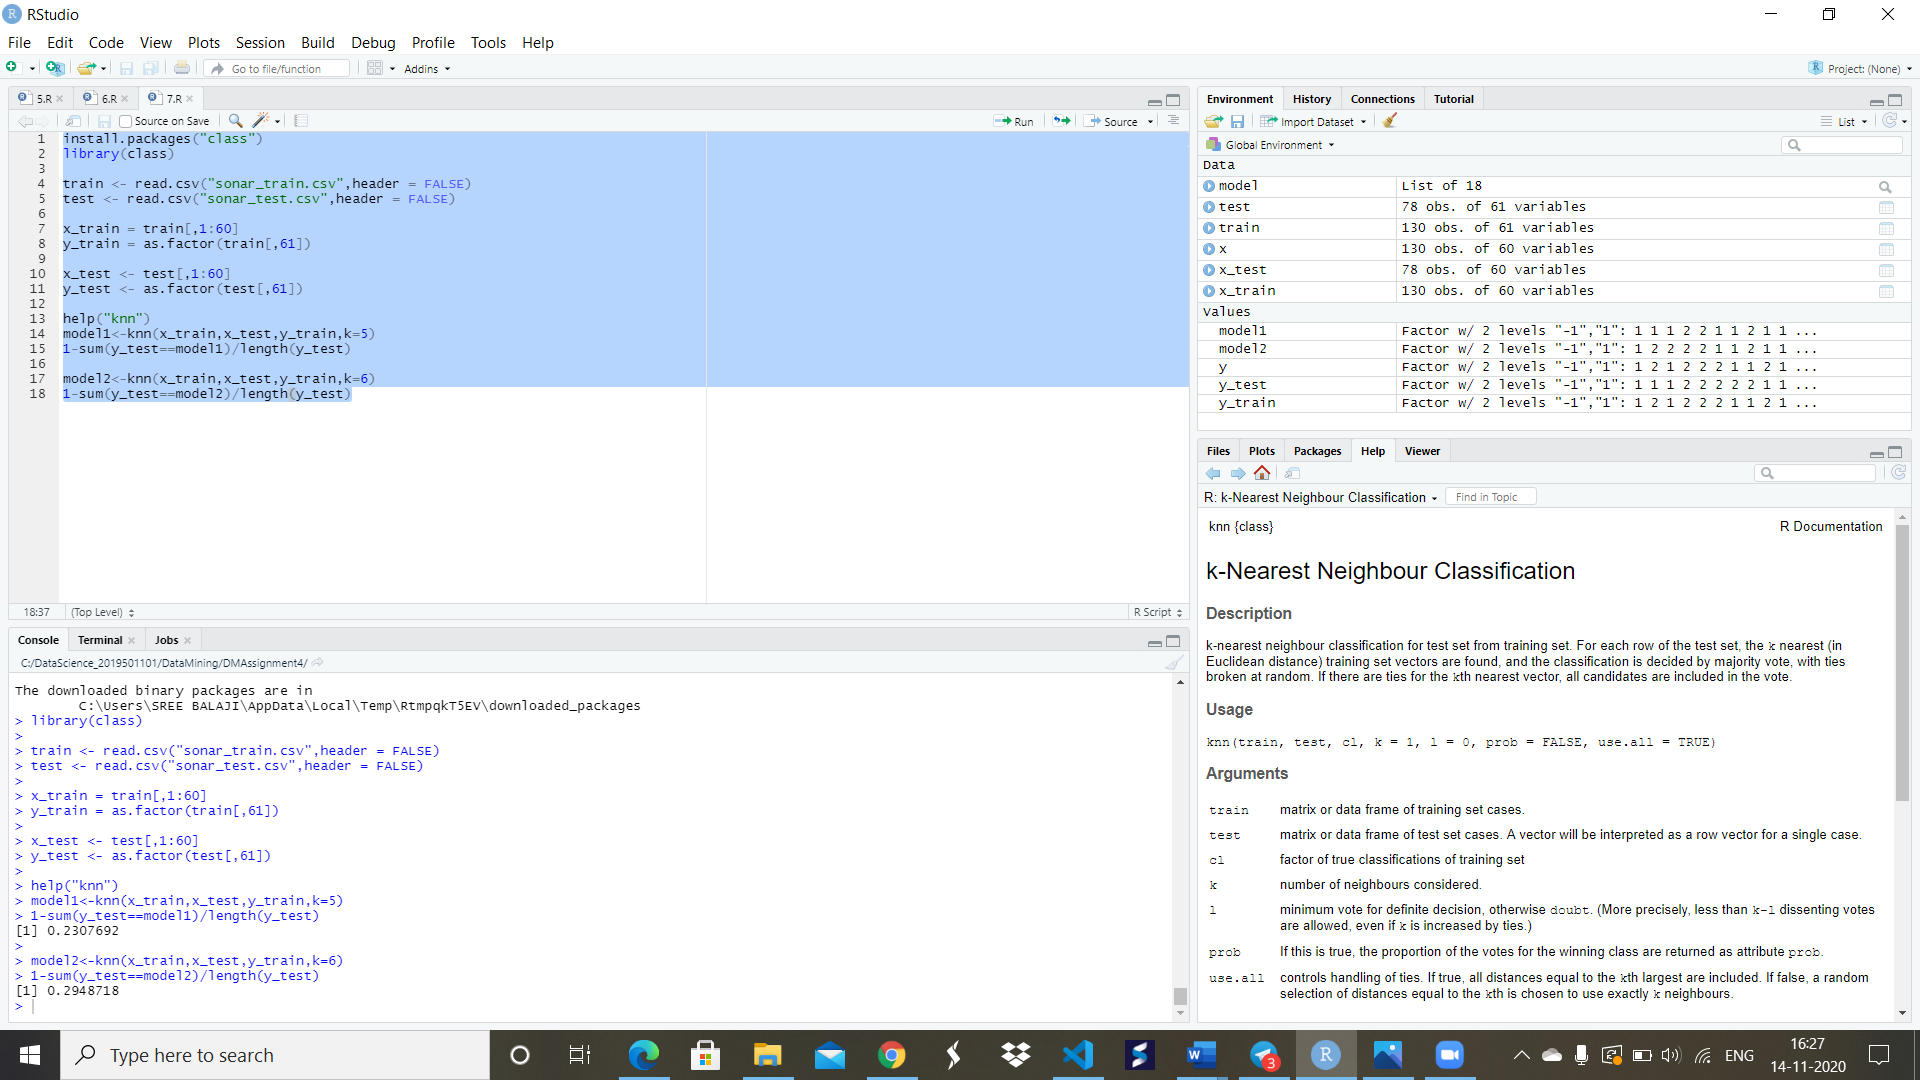 RStudio
File Edit Code View Plots Session Build Debug Profile Tools Help
Go to file/function Addins Project: (None)
5.R 6.R 7.R
Source on Save Run Source
1 install.packages("class")
2 library(class)
3
4 train <- read.csv("sonar_train.csv",header = FALSE)
5 test <- read.csv("sonar_test.csv",header = FALSE)
6
7 x_train = train[,1:60]
8 y_train = as.factor(train[,61])
9
10 x_test <- test[,1:60]
11 y_test <- as.factor(test[,61])
12
13 help("knn")
14 model1<-knn(x_train,x_test,y_train,k=5)
15 1-sum(y_test==model1)/length(y_test)
16
17 model2<-knn(x_train,x_test,y_train,k=6)
18 1-sum(y_test==model2)/length(y_test)
18:37 (Top Level) R Script
Console Terminal Jobs
C:/DataScience_2019501101/DataMining/DMAssignment4/
The downloaded binary packages are in
C:\Users\SREE BALAJI\AppData\Local\Temp\RtmpqkT5EV\downloaded_packages
> library(class)
>
> train <- read.csv("sonar_train.csv",header = FALSE)
> test <- read.csv("sonar_test.csv",header = FALSE)
>
> x_train = train[,1:60]
> y_train = as.factor(train[,61])
>
> x_test <- test[,1:60]
> y_test <- as.factor(test[,61])
>
> help("knn")
> model1<-knn(x_train,x_test,y_train,k=5)
> 1-sum(y_test==model1)/length(y_test)
[1] 0.2307692
>
> model2<-knn(x_train,x_test,y_train,k=6)
> 1-sum(y_test==model2)/length(y_test)
[1] 0.2948718
>
Environment History Connections Tutorial
Import Dataset List
Global Environment
Data
model List of 18
test 78 obs. of 61 variables
train 130 obs. of 61 variables
x 130 obs. of 60 variables
x_test 78 obs. of 60 variables
x_train 130 obs. of 60 variables
Values
model1 Factor w/ 2 levels "-1","1": 1 1 1 2 2 1 1 2 1 1 ...
model2 Factor w/ 2 levels "-1","1": 1 2 2 2 2 1 1 2 1 1 ...
y Factor w/ 2 levels "-1","1": 1 2 1 2 2 2 1 1 2 1 ...
y_test Factor w/ 2 levels "-1","1": 1 1 1 2 2 2 2 2 1 1 ...
y_train Factor w/ 2 levels "-1","1": 1 2 1 2 2 2 1 1 2 1 ...
Files Plots Packages Help Viewer
R: k-Nearest Neighbour Classification Find in Topic
knn {class} R Documentation
k-Nearest Neighbour Classification
Description
k-nearest neighbour classification for test set from training set. For each row of the test set, the k nearest (in
Euclidean distance) training set vectors are found, and the classification is decided by majority vote, with ties
broken at random. If there are ties for the kth nearest vector, all candidates are included in the vote.
Usage
knn(train, test, cl, k = 1, l = 0, prob = FALSE, use.all = TRUE)
Arguments
train matrix or data frame of training set cases.
test matrix or data frame of test set cases. A vector will be interpreted as a row vector for a single case.
cl factor of true classifications of training set
k number of neighbours considered.
l minimum vote for definite decision, otherwise doubt. (More precisely, less than k-l dissenting votes
are allowed, even if k is increased by ties.)
prob If this is true, the proportion of the votes for the winning class are returned as attribute prob.
use.all controls handling of ties. If true, all distances equal to the kth largest are included. If false, a random
selection of distances equal to the kth is chosen to use exactly k neighbours.
Type here to search
3
ENG
16:27
14-11-2020